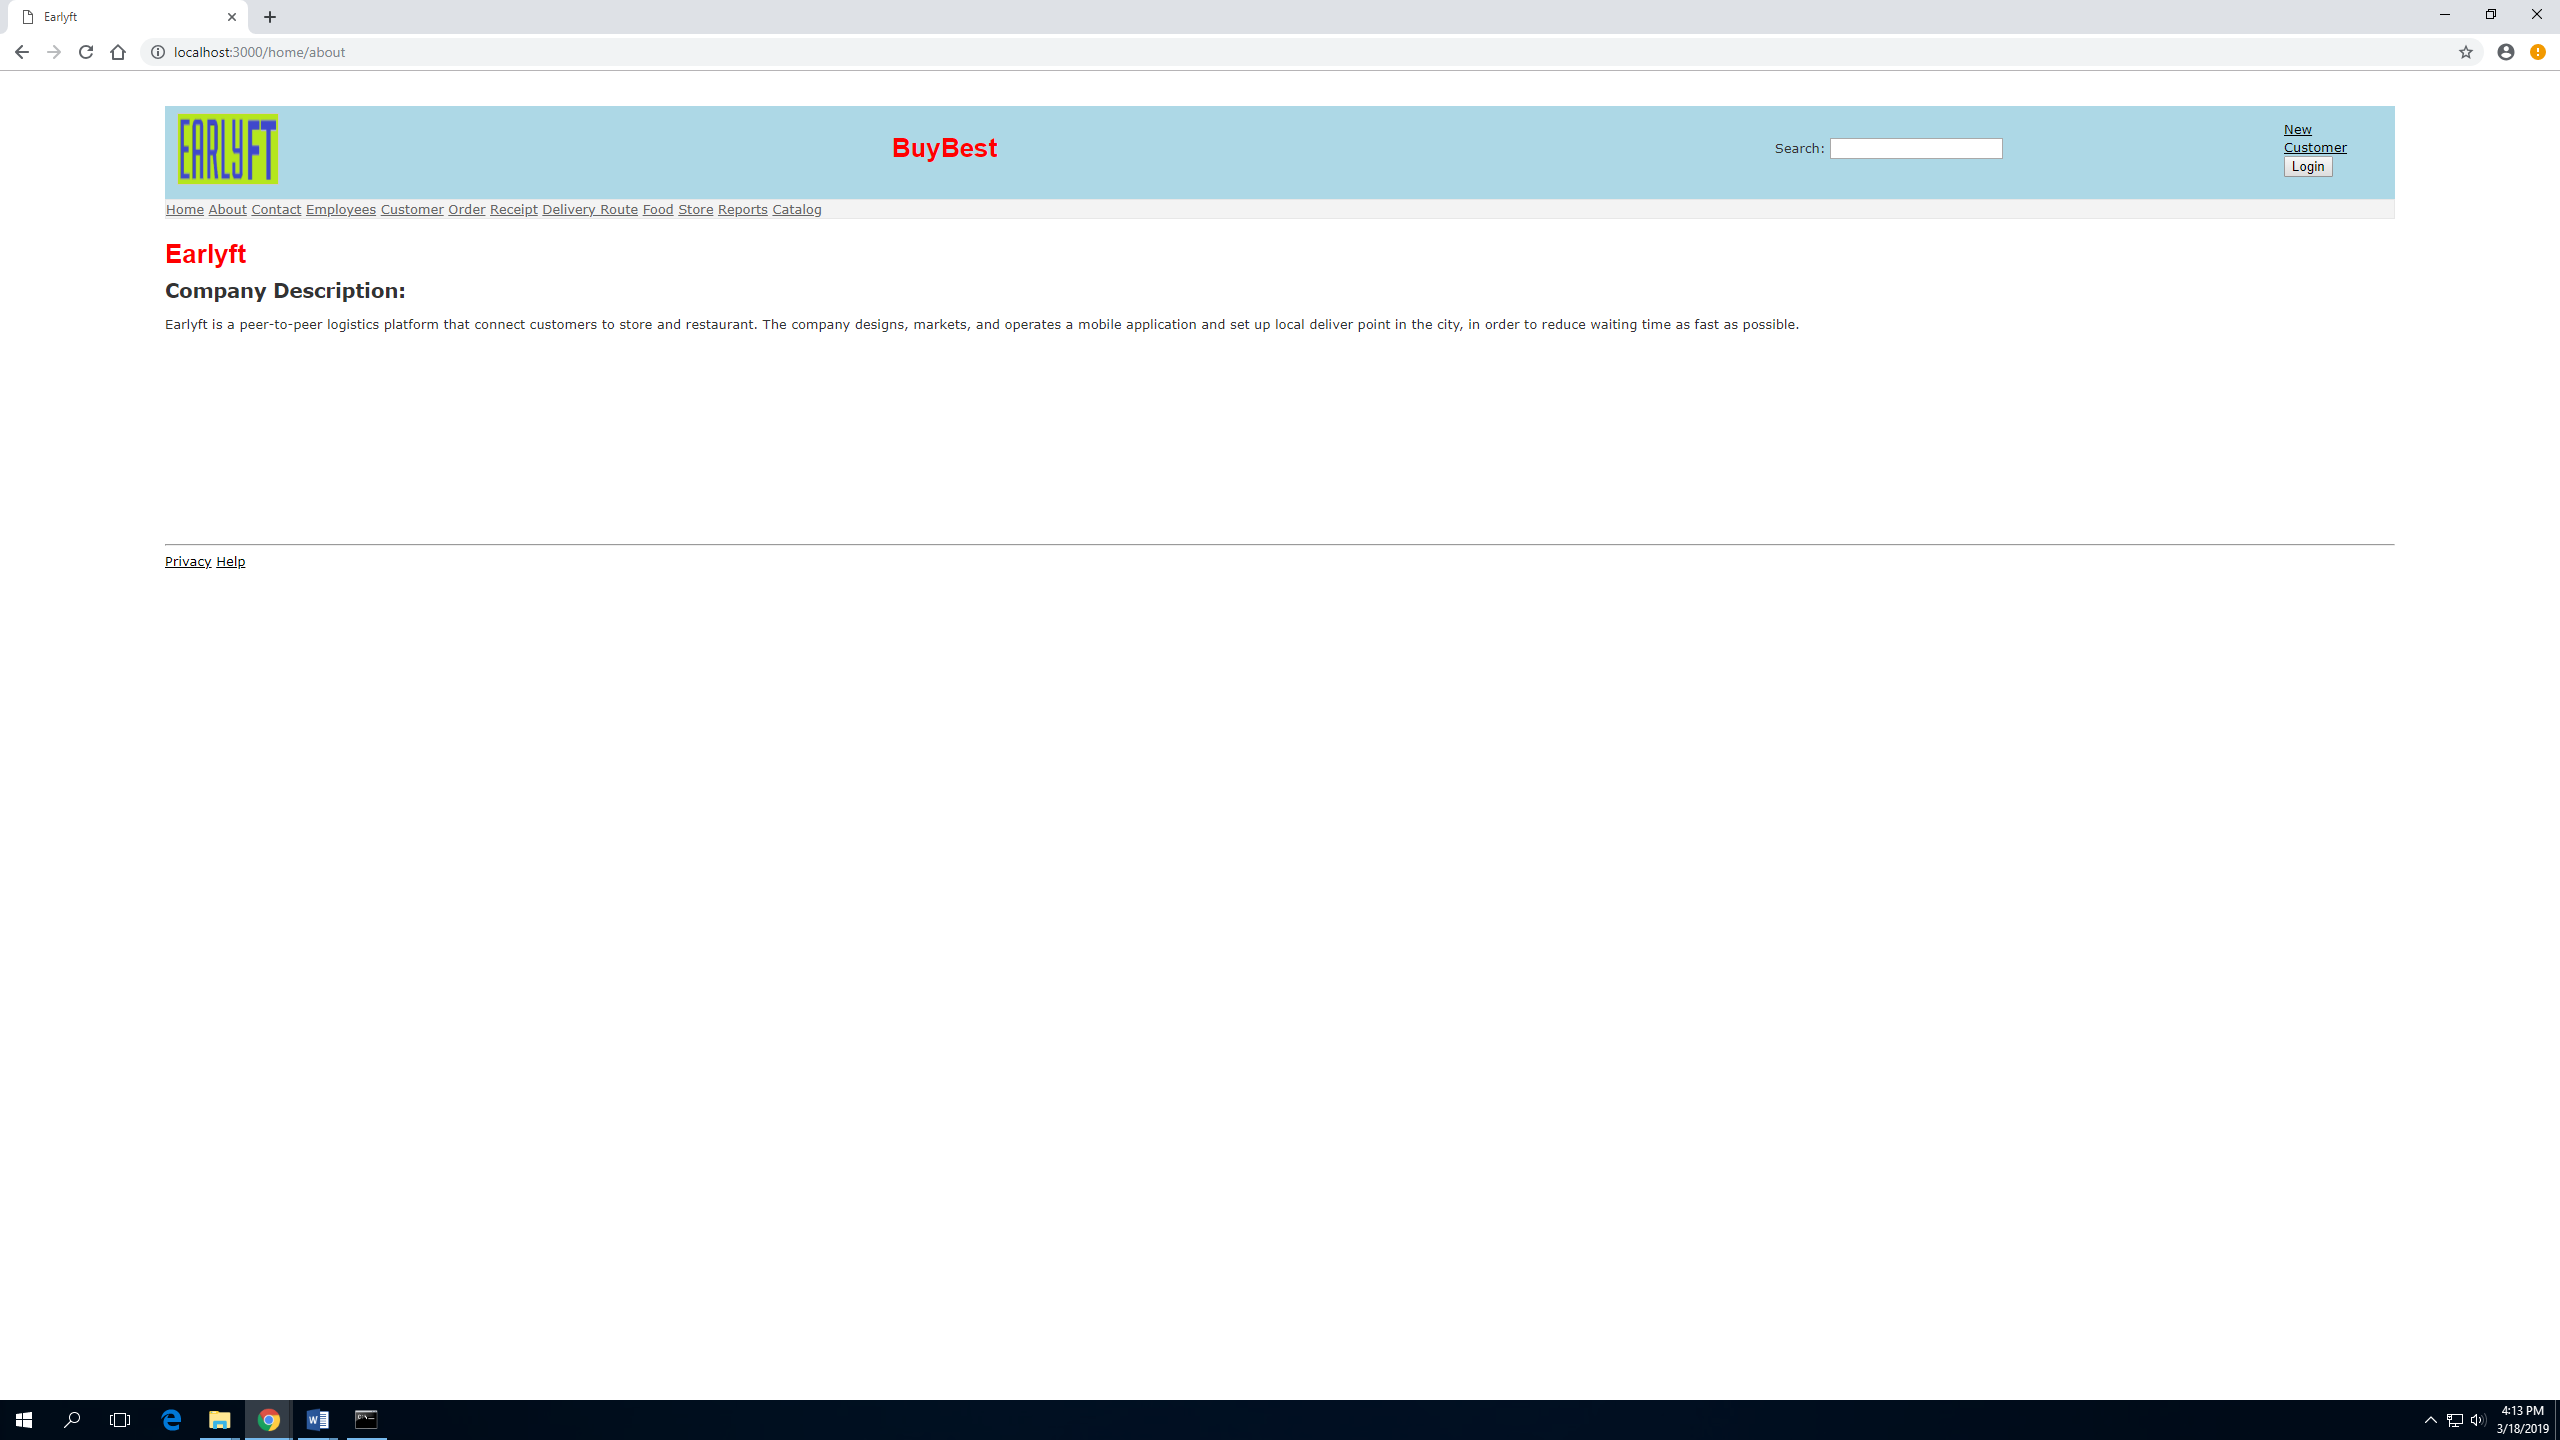 Earlyft
localhost:3000/home/about
EARLYFT
BuyBest
Search:
New
Customer
Login
Home About Contact Employees Customer Order Receipt Delivery Route Food Store Reports Catalog
Earlyft
Company Description:
Earlyft is a peer-to-peer logistics platform that connect customers to store and restaurant. The company designs, markets, and operates a mobile application and set up local deliver point in the city, in order to reduce waiting time as fast as possible.
Privacy Help
4:13 PM
3/18/2019